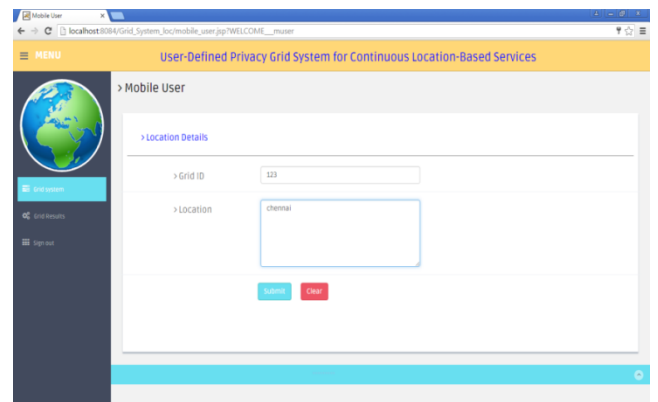 Mobile User
localhost:8084/Grid_System_loc/mobile_user.jsp?WELCOME__muser
MENU
User-Defined Privacy Grid System for Continuous Location-Based Services
> Mobile User
> Location Details
> Grid ID
123
Grid system
> Location
chennai
Grid Results
Sign out
Submit
Clear